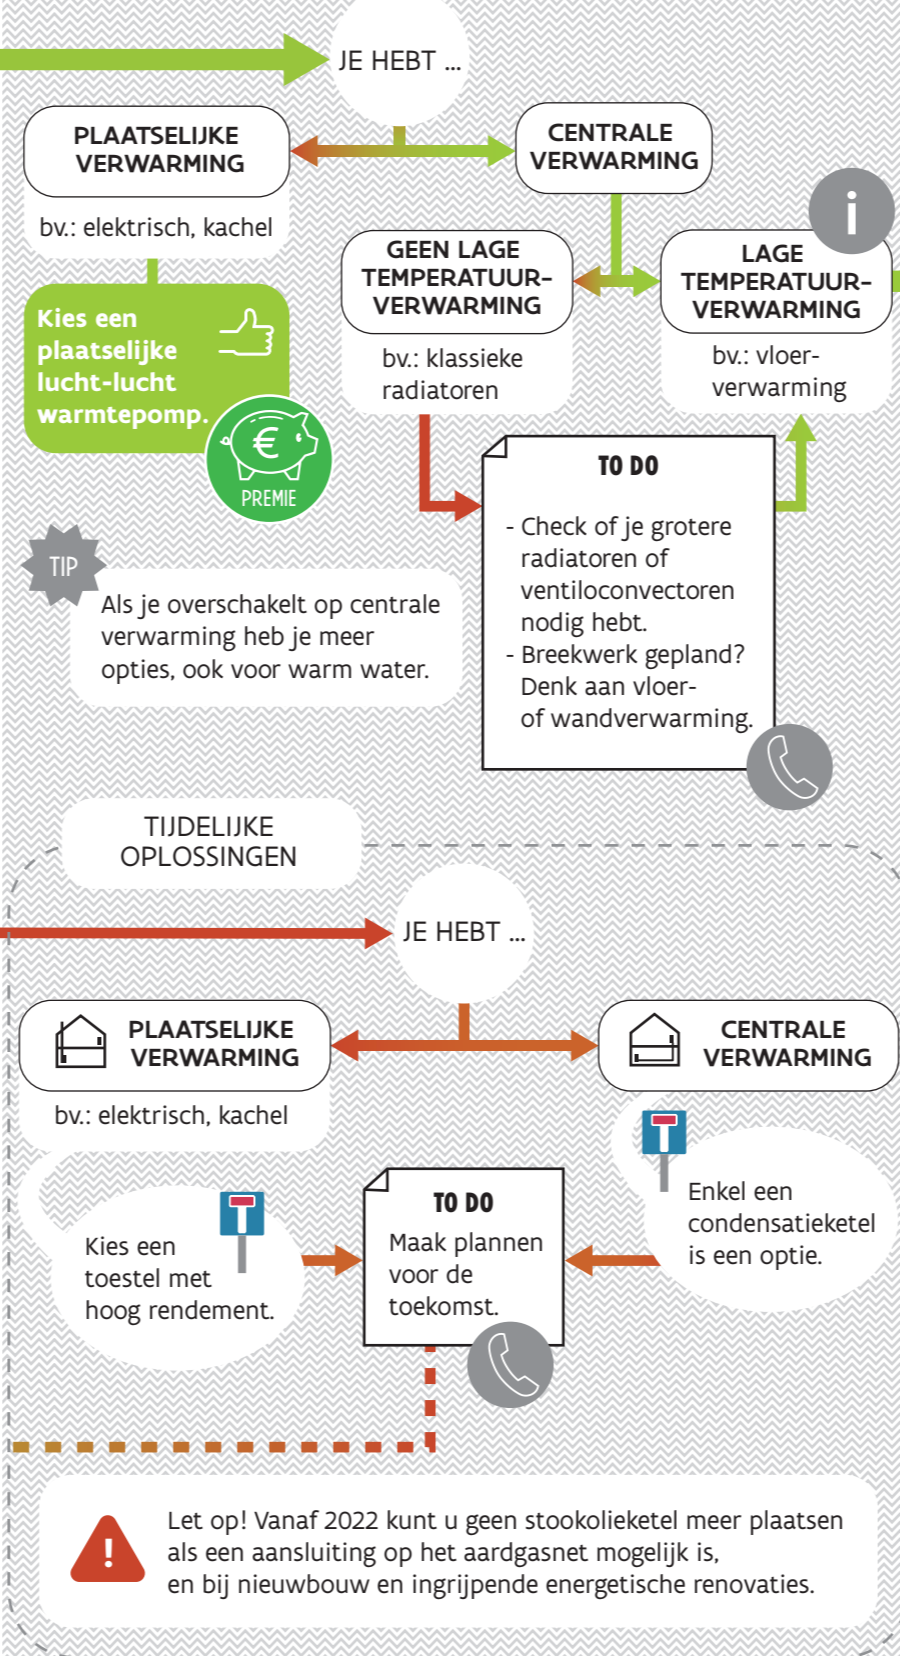 JE HEBT ...
PLAATSELIJKE
VERWARMING
bv.: elektrisch, kachel
Kies een
plaatselijke
lucht-lucht
warmtepomp.
€
PREMIE
CENTRALE
VERWARMING
i
GEEN LAGE
TEMPERATUUR-
VERWARMING
bv.: klassieke
radiatoren
LAGE
TEMPERATUUR-
VERWARMING
bv.: vloer-
verwarming
TO DO
- Check of je grotere
radiatoren of
ventiloconvectoren
nodig hebt.
- Breekwerk gepland?
Denk aan vloer-
of wandverwarming.
TIP
Als je overschakelt op centrale
verwarming heb je meer
opties, ook voor warm water.
TIJDELIJKE
OPLOSSINGEN
JE HEBT ...
PLAATSELIJKE
VERWARMING
bv.: elektrisch, kachel
Kies een
toestel met
hoog rendement.
CENTRALE
VERWARMING
Enkel een
condensatieketel
is een optie.
TO DO
Maak plannen
voor de
toekomst.
!
Let op! Vanaf 2022 kunt u geen stookolieketel meer plaatsen
als een aansluiting op het aardgasnet mogelijk is,
en bij nieuwbouw en ingrijpende energetische renovaties.